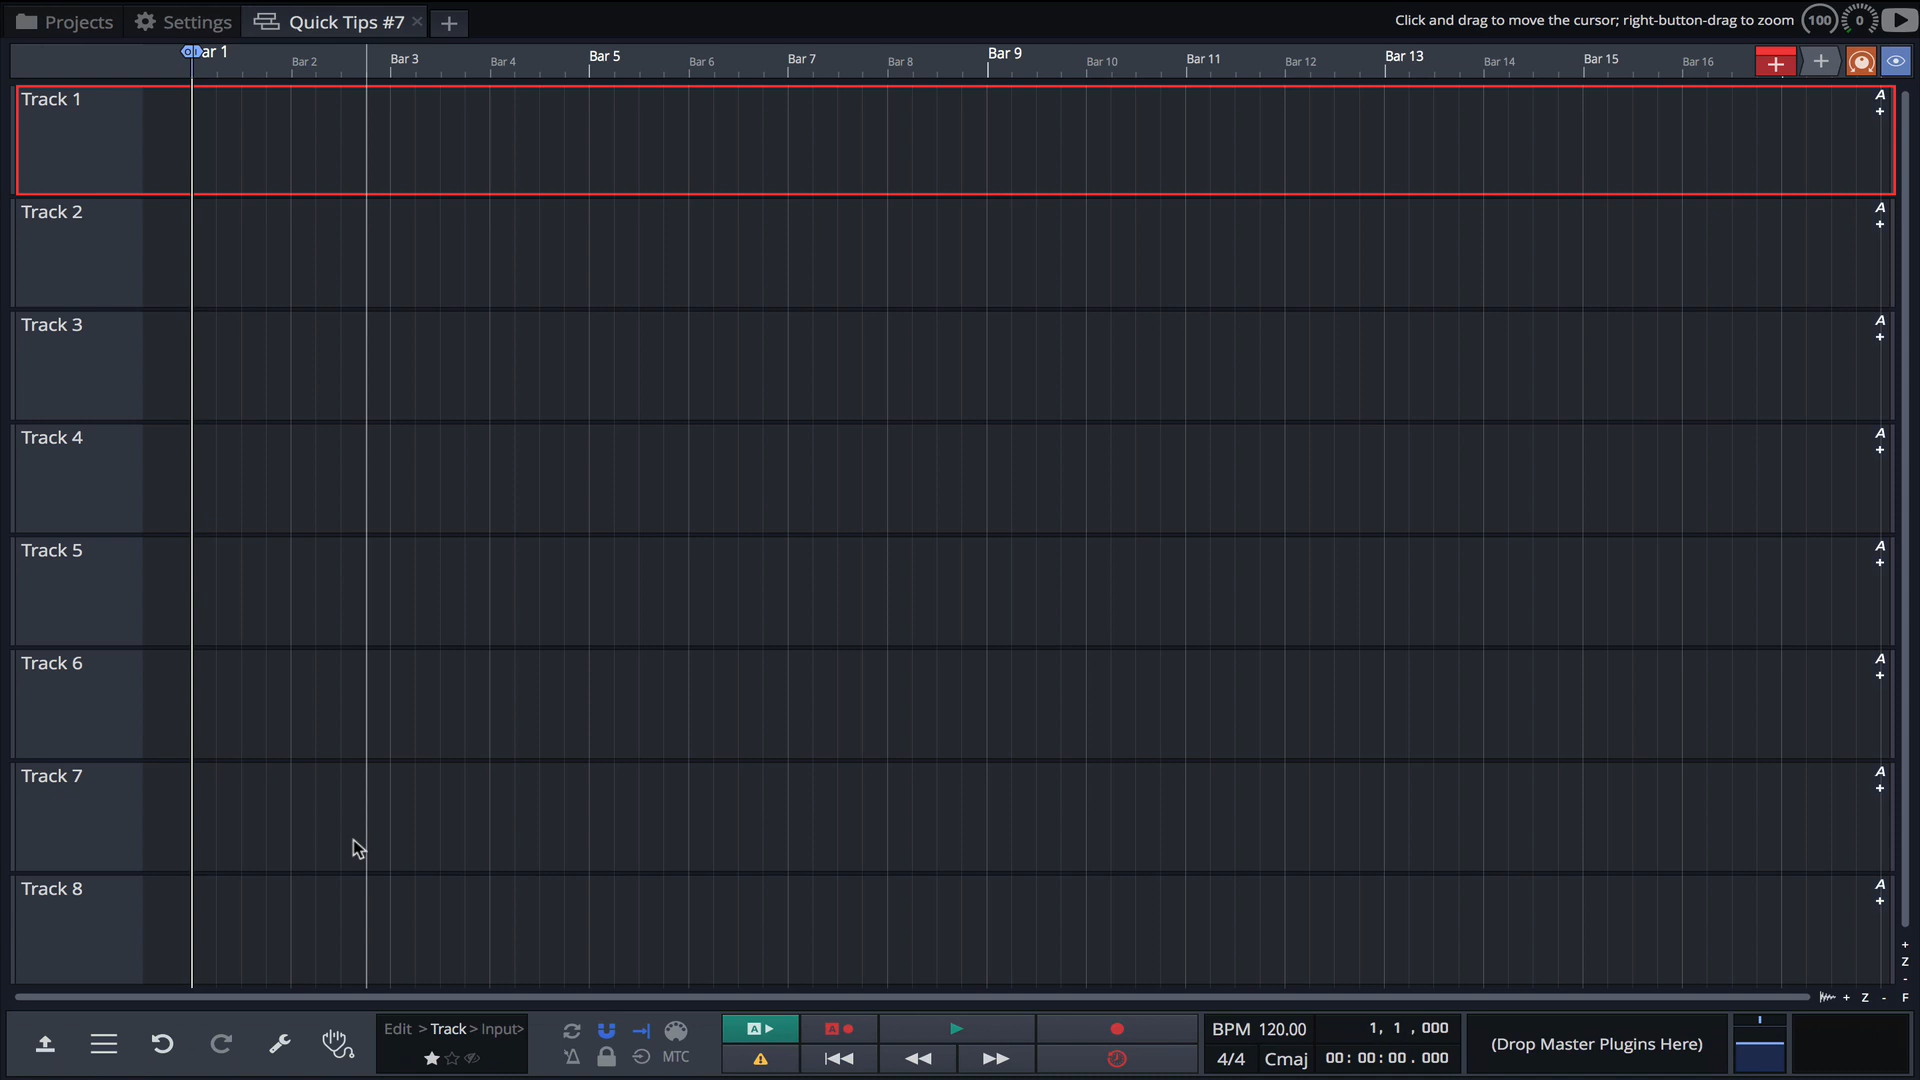 Projects Settings Quick Tips #7 × +
Click and drag to move the cursor; right-button-drag to zoom 100 0
Bar 1 Bar 2 Bar 3 Bar 4 Bar 5 Bar 6 Bar 7 Bar 8 Bar 9 Bar 10 Bar 11 Bar 12 Bar 13 Bar 14 Bar 15 Bar 16
Track 1 A +
Track 2 A +
Track 3 A +
Track 4 A +
Track 5 A +
Track 6 A +
Track 7 A +
Track 8 A +
+ Z -
+ Z - F
Edit > Track > Input>
MTC
A
A
BPM 120.00 1, 1 , 000
4/4 Cmaj 00: 00: 00 . 000
(Drop Master Plugins Here)